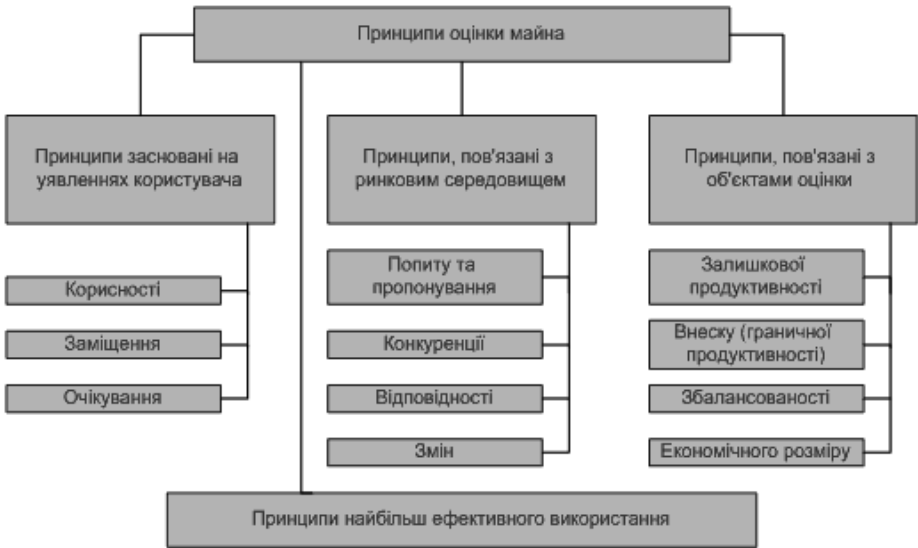 Принципи оцінки майна
Принципи засновані на
уявленнях користувача
Корисності
Заміщення
Очікування
Принципи, пов'язані з
ринковим середовищем
Попиту та
пропонування
Конкуренції
Відповідності
Змін
Принципи, пов'язані з
об'єктами оцінки
Залишкової
продуктивності
Внеску (граничної
продуктивності)
Збалансованості
Економічного розміру
Принципи найбільш ефективного використання